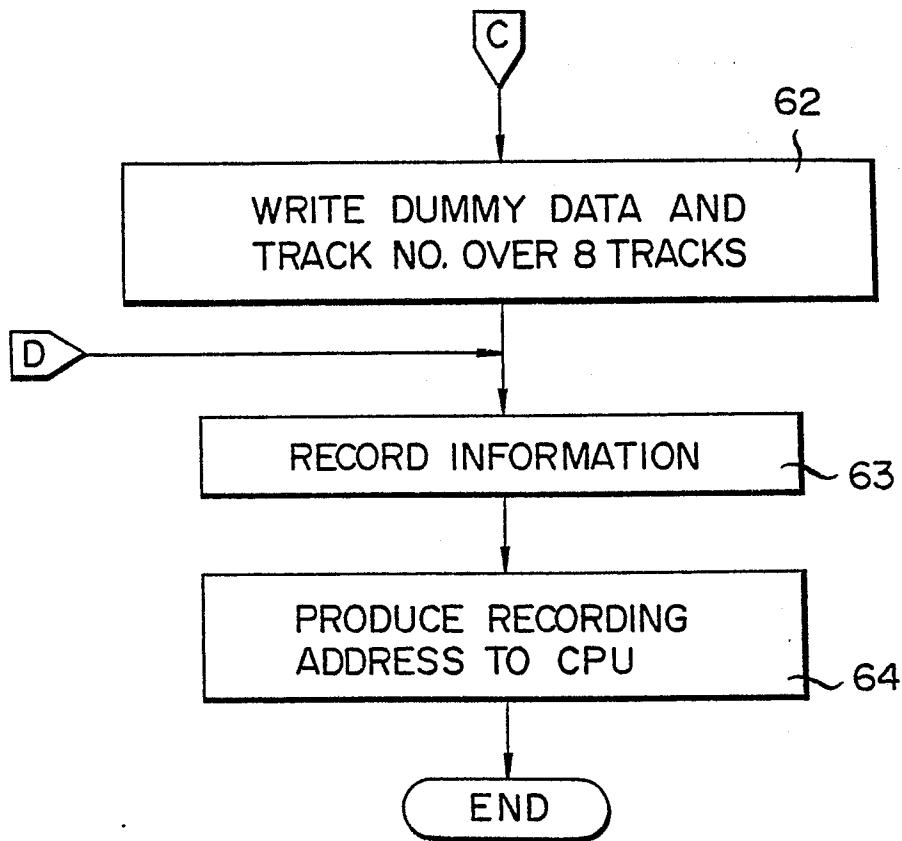 C
62
WRITE DUMMY DATA AND
TRACK NO. OVER 8 TRACKS
D
RECORD INFORMATION
63
PRODUCE RECORDING
ADDRESS TO CPU
64
END